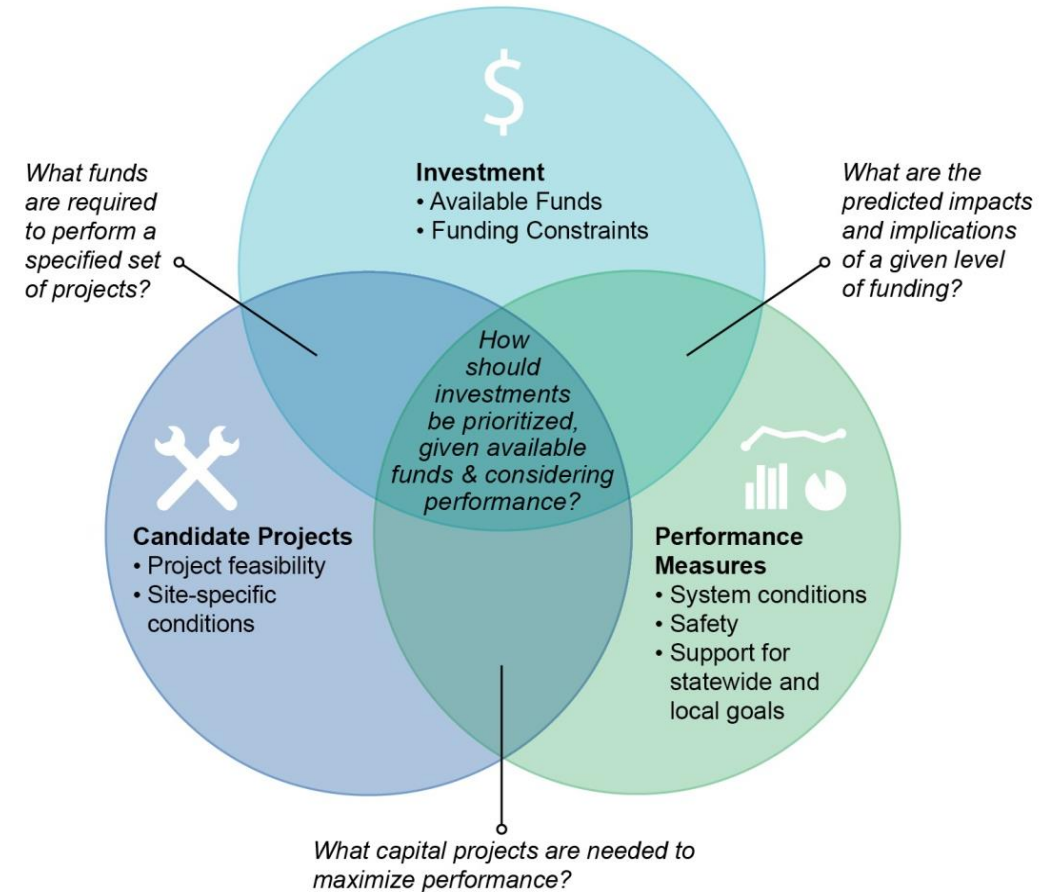 $
Investment
• Available Funds
• Funding Constraints
What funds
are required
to perform a
specified set
of projects?
What are the
predicted impacts
and implications
of a given level
of funding?
How
should
investments
be prioritized,
given available
funds & considering
performance?
Candidate Projects
• Project feasibility
• Site-specific
conditions
Performance
Measures
• System conditions
• Safety
• Support for
statewide and
local goals
What capital projects are needed to
maximize performance?